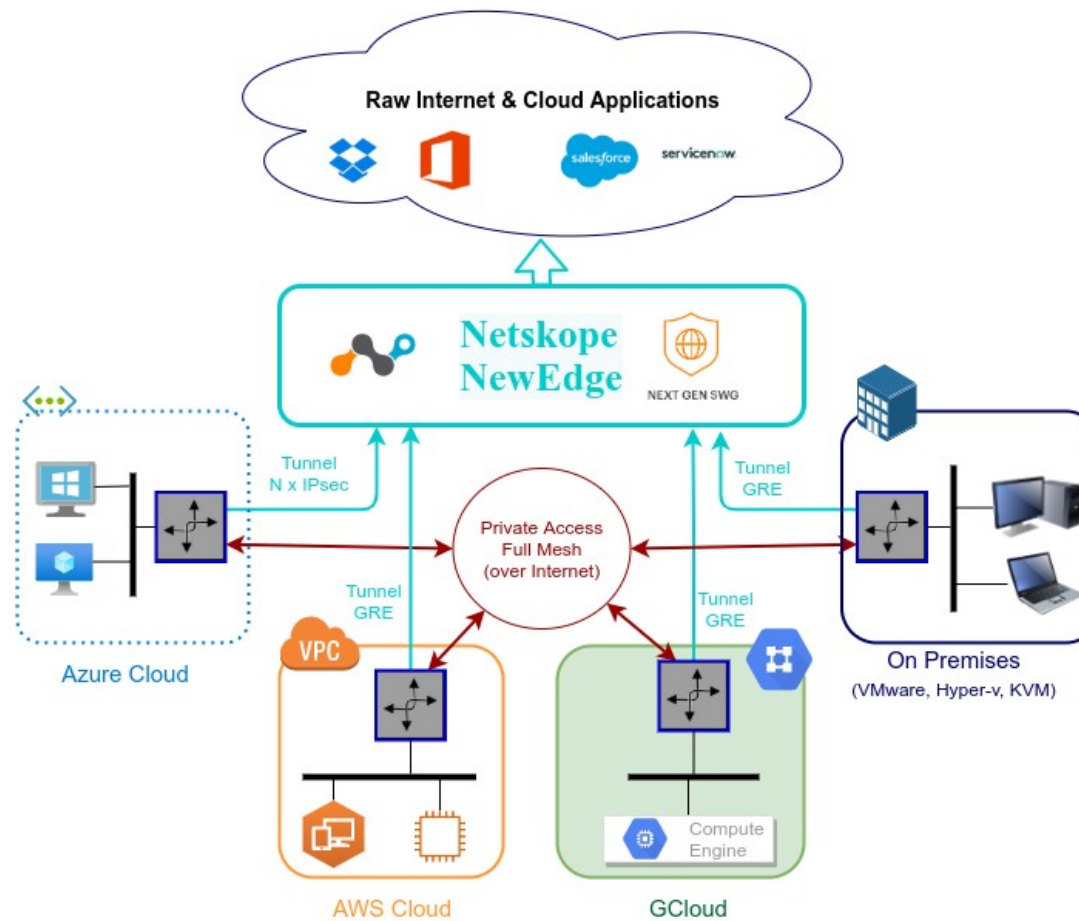 Raw Internet & Cloud Applications
salesforce
servicenow
Netskope
NewEdge
NEXT GEN SWG
Tunnel
N x IPsec
Tunnel
GRE
Private Access
Full Mesh
(over Internet)
Tunnel
GRE
Tunnel
GRE
Azure Cloud
VPC
On Premises
(VMware, Hyper-v, KVM)
Compute
Engine
AWS Cloud
GCloud